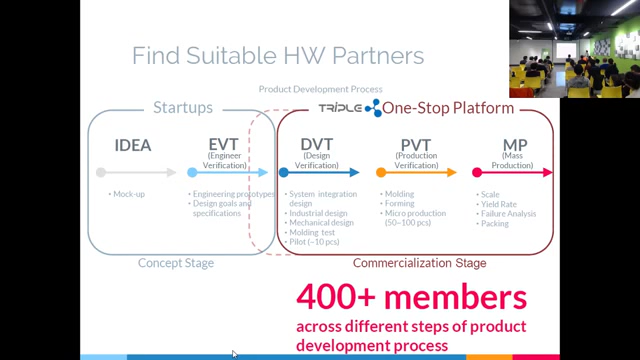 Find Suitable HW Partners
Product Development Process
Startups
TRIPLE One-Stop Platform
IDEA
EVT
(Engineer
Verification)
DVT
(Design
Verification)
PVT
(Production
Verification)
MP
(Mass
Production)
• Mock-up
• Engineering prototypes
• Design goals and
specifications
• System integration
design
• Industrial design
• Mechanical design
• Molding test
• Pilot (~10 pcs)
• Molding
• Forming
• Micro production
(50~100 pcs)
• Scale
• Yield Rate
• Failure Analysis
• Packing
Concept Stage
Commercialization Stage
400+ members
across different steps of product
development process